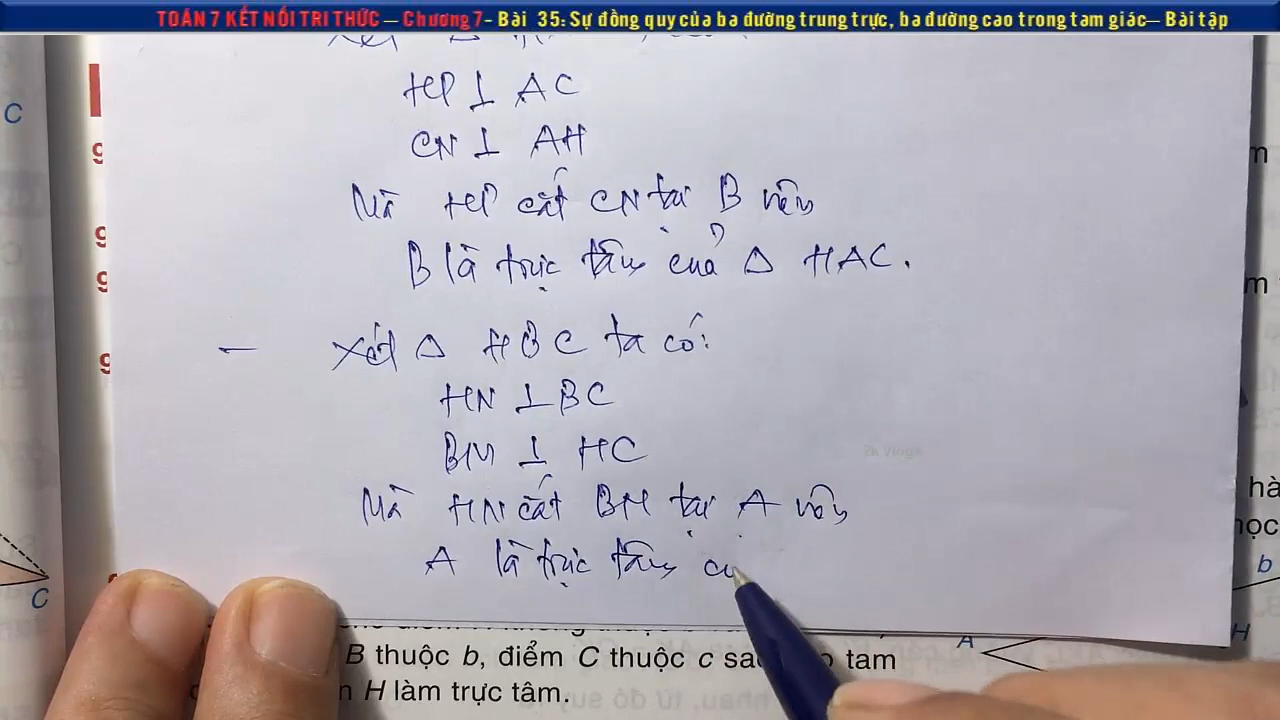 TOÁN 7 KẾT NỐI TRI THỨC – Chương 7- Bài 35: Sự đồng quy của ba đường trung trực, ba đường cao trong tam giác– Bài tập
HP ⊥ AC
C
CN ⊥ AH
Mà HP cắt CN tại B nên
B là trực tâm của Δ HAC.
– Xét Δ HBC ta có:
HN ⊥ BC
BM ⊥ HC
Mà HN cắt BM tại A nên
A là trực tâm củ
C
b
H
A
B thuộc b, điểm C thuộc c sa tam
H làm trực tâm.